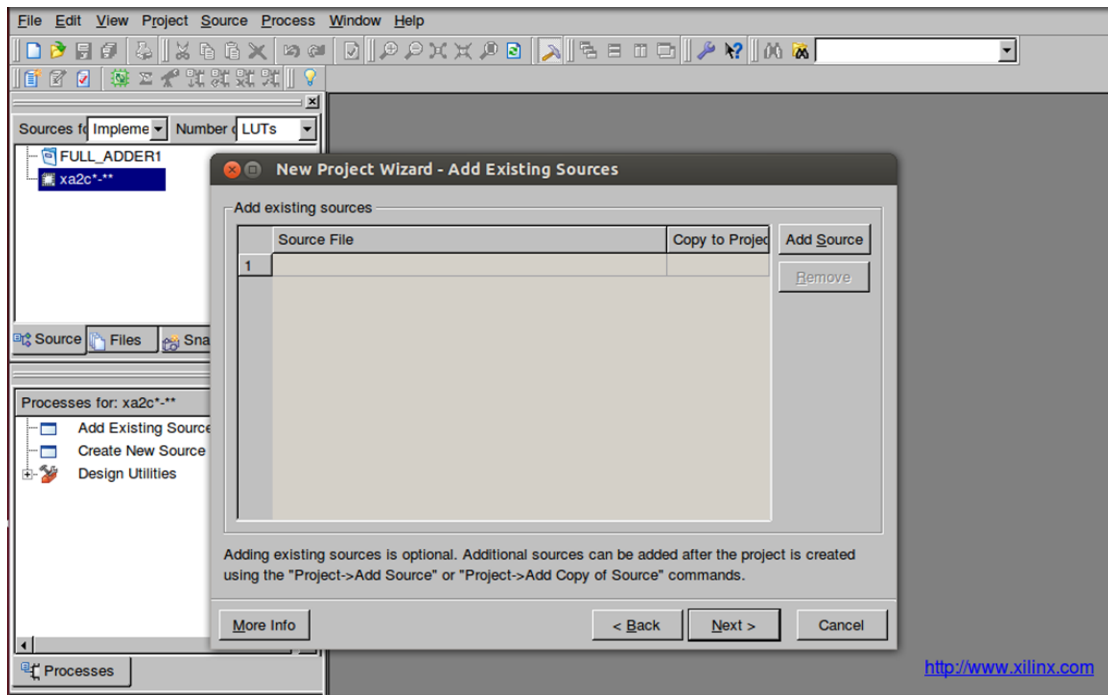 File Edit View Project Source Process Window Help
Sources fo Impleme Number o LUTs
FULL_ADDER1
xa2c*-**
Source Files Sna
Processes for: xa2c*-**
Add Existing Source
Create New Source
Design Utilities
Processes
New Project Wizard - Add Existing Sources
Add existing sources
Source File Copy to Projec
1
Add Source
Remove
Adding existing sources is optional. Additional sources can be added after the project is created
using the "Project->Add Source" or "Project->Add Copy of Source" commands.
More Info < Back Next > Cancel
http://www.xilinx.com